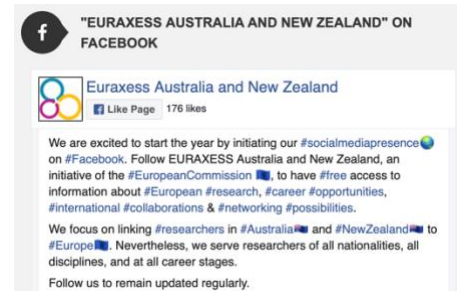 "EURAXESS AUSTRALIA AND NEW ZEALAND" ON
FACEBOOK
Euraxess Australia and New Zealand
Like Page 176 likes
We are excited to start the year by initiating our #socialmediapresence🌏
on #Facebook. Follow EURAXESS Australia and New Zealand, an
initiative of the #EuropeanCommission 🇪🇺, to have #free access to
information about #European #research, #career #opportunities,
#international #collaborations & #networking #possibilities.
We focus on linking #researchers in #Australia🇦🇺 and #NewZealand🇳🇿 to
#Europe🇪🇺. Nevertheless, we serve researchers of all nationalities, all
disciplines, and at all career stages.
Follow us to remain updated regularly.